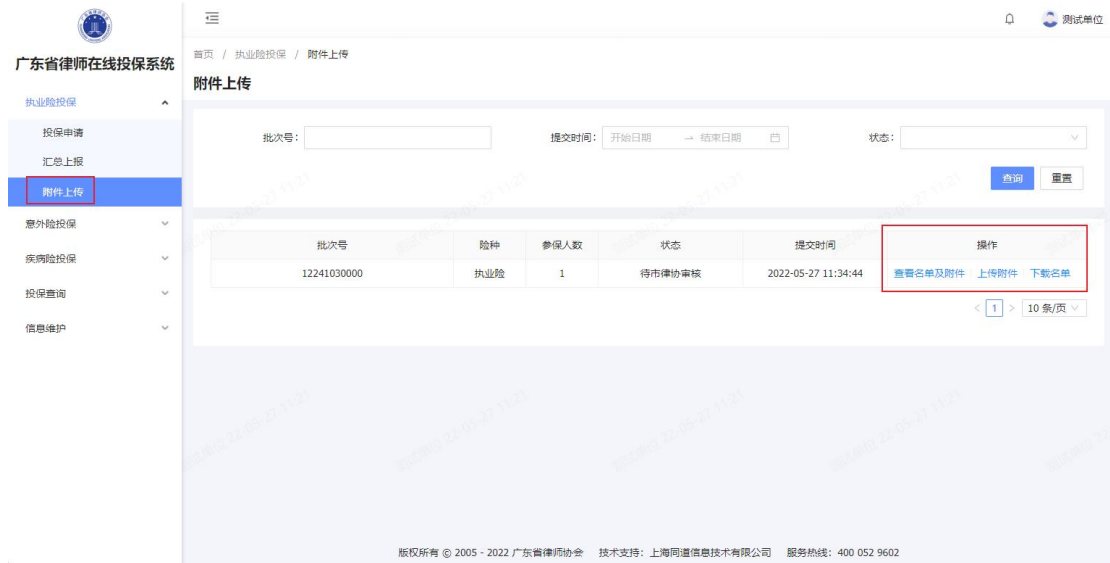 测试单位
广东省律师在线投保系统
首页 / 执业险投保 / 附件上传
附件上传
执业险投保
投保申请
汇总上报
附件上传
意外险投保
疾病险投保
投保查询
信息维护
批次号： 提交时间： 开始日期 → 结束日期 状态：
查询 重置
批次号 险种 参保人数 状态 提交时间 操作
12241030000 执业险 1 待市律协审核 2022-05-27 11:34:44 查看名单及附件 上传附件 下载名单
< 1 > 10 条/页
版权所有 © 2005 - 2022 广东省律师协会 技术支持：上海同道信息技术有限公司 服务热线：400 052 9602